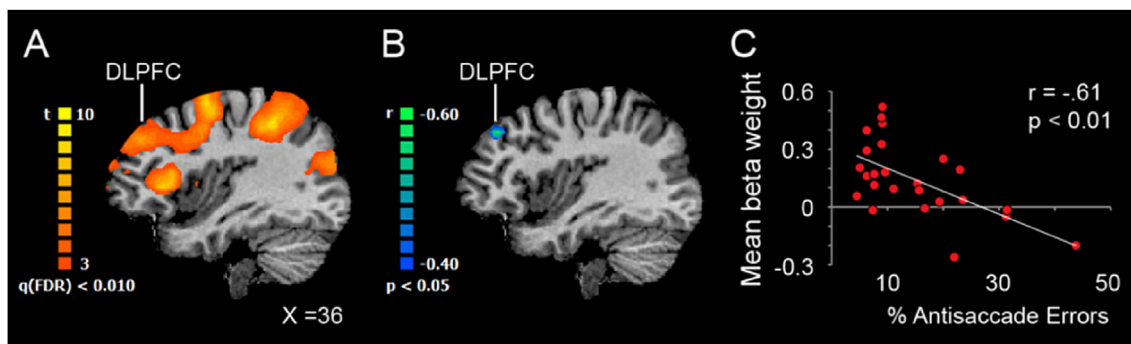 A
DLPFC
t 10
3
q(FDR) < 0.010
X =36
B
DLPFC
r -0.60
-0.40
p < 0.05
C
r = -.61
p < 0.01
Mean beta weight
0.6
0.3
0
-0.3
10
30
50
% Antisaccade Errors